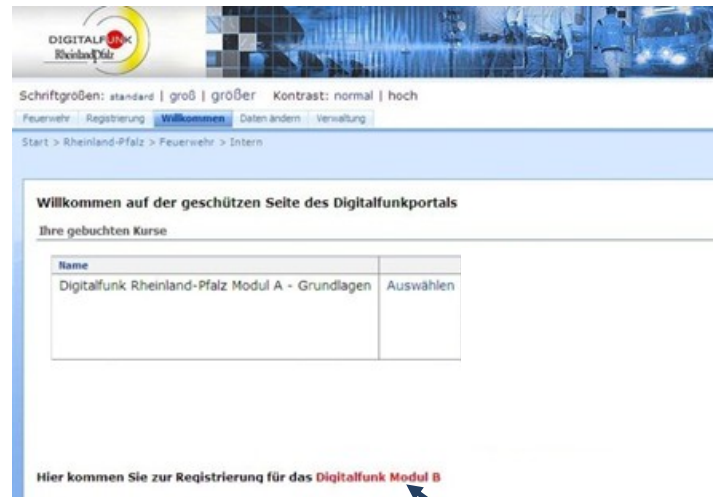 DIGITALFUNK
Rheinland-Pfalz
Schriftgrößen: standard | groß | größer Kontrast: normal | hoch
Feuerwehr Registrierung Willkommen Daten ändern Verwaltung
Start > Rheinland-Pfalz > Feuerwehr > Intern
Willkommen auf der geschützen Seite des Digitalfunkportals
Ihre gebuchten Kurse
Name
Digitalfunk Rheinland-Pfalz Modul A - Grundlagen Auswählen
Hier kommen Sie zur Registrierung für das Digitalfunk Modul B